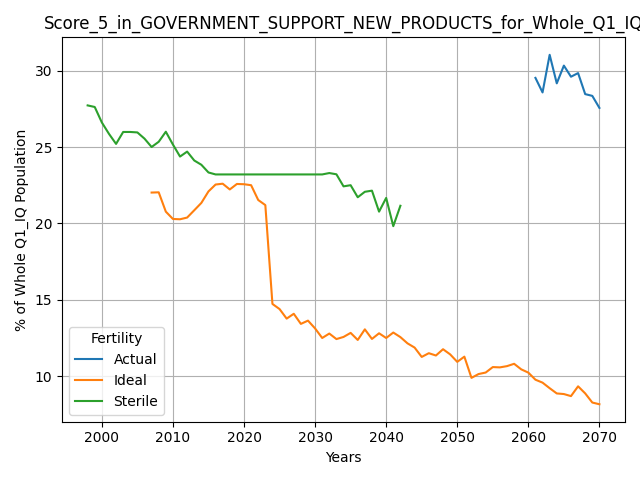 Score_5_in_GOVERNMENT_SUPPORT_NEW_PRODUCTS_for_Whole_Q1_IQ
% of Whole Q1_IQ Population
30
25
20
15
10
Fertility
Actual
Ideal
Sterile
2000 2010 2020 2030 2040 2050 2060 2070
Years